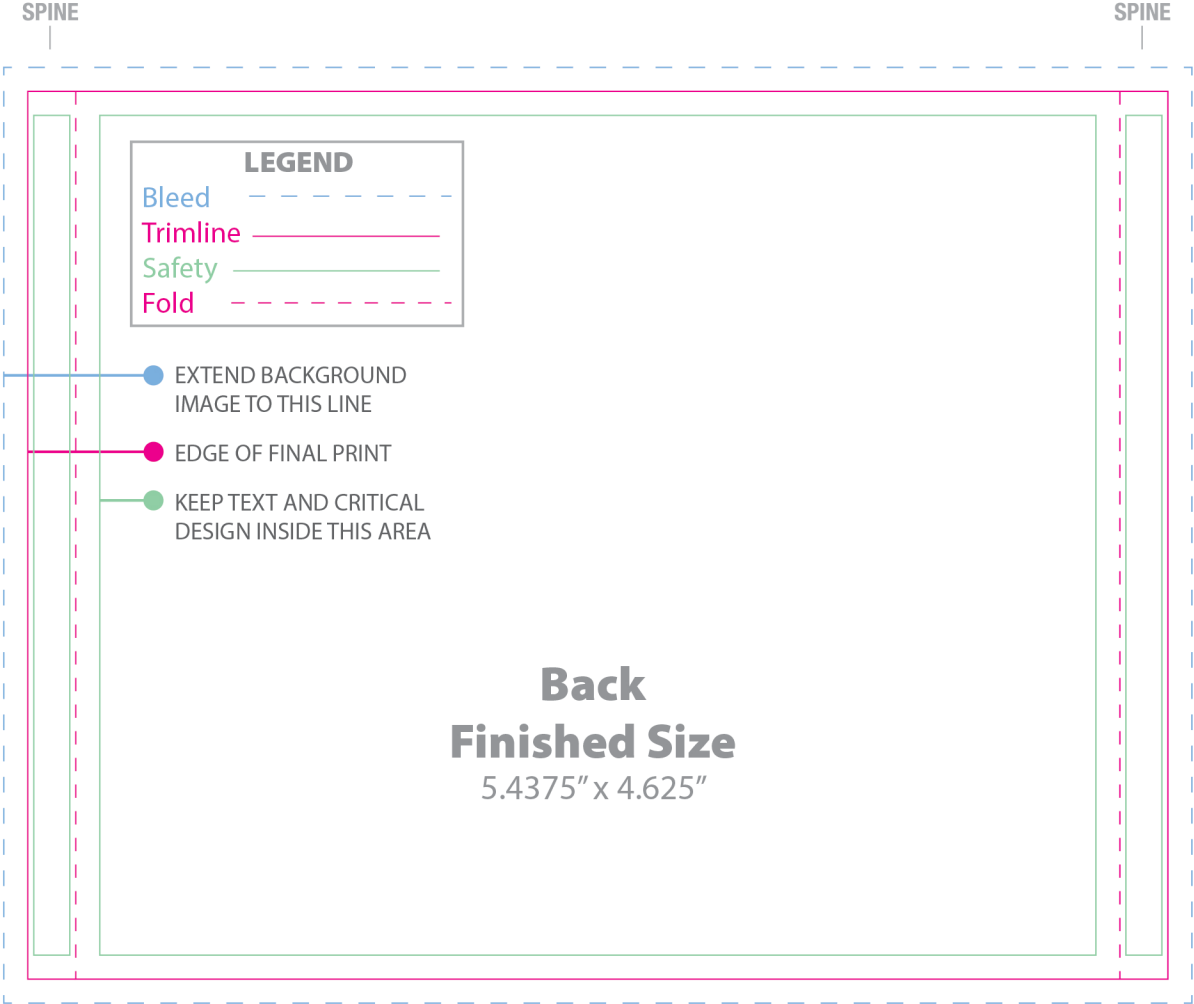 SPINE
SPINE
LEGEND
Bleed
Trimline
Safety
Fold
EXTEND BACKGROUND
IMAGE TO THIS LINE
EDGE OF FINAL PRINT
KEEP TEXT AND CRITICAL
DESIGN INSIDE THIS AREA
Back
Finished Size
5.4375” x 4.625”